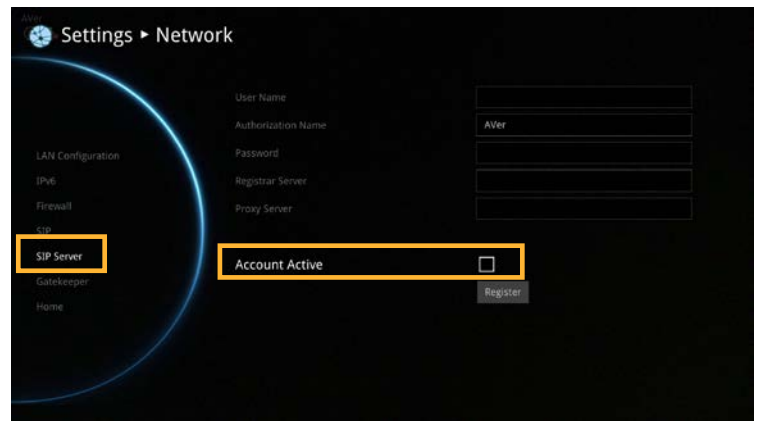 AVer
Settings ▸ Network
User Name
Authorization Name AVer
LAN Configuration Password
IPv6 Registrar Server
Firewall Proxy Server
SIP
SIP Server Account Active
Gatekeeper Register
Home